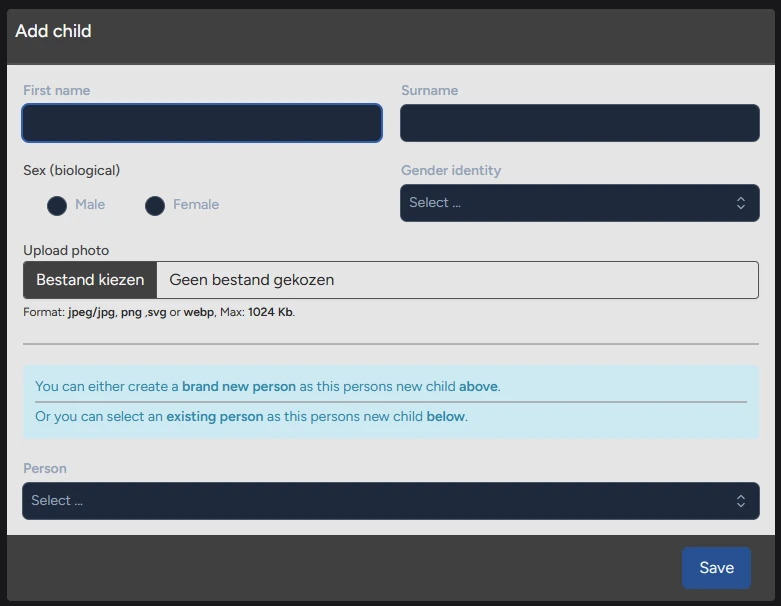 Add child
First name
Surname
Sex (biological)
Gender identity
Male
Female
Select ...
Upload photo
Bestand kiezen
Geen bestand gekozen
Format: jpeg/jpg, png ,svg or webp, Max: 1024 Kb.
You can either create a brand new person as this persons new child above.
Or you can select an existing person as this persons new child below.
Person
Select ...
Save